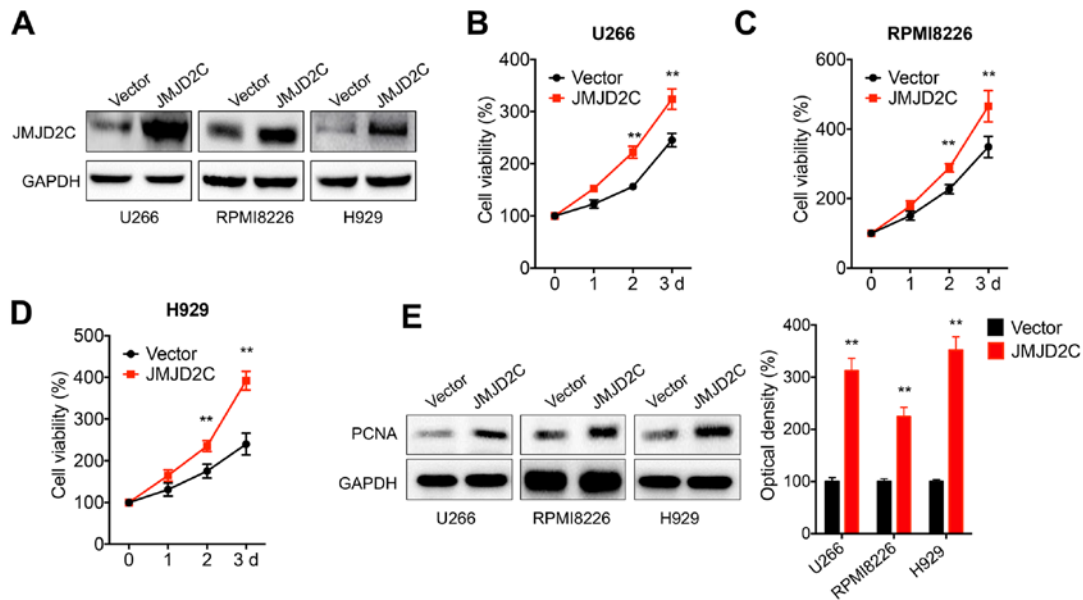 A
Vector JMJD2C Vector JMJD2C Vector JMJD2C
JMJD2C
GAPDH
U266 RPMI8226 H929
B
U266
Vector
JMJD2C
Cell viability (%)
400
300
200
100
0
** **
0 1 2 3 d
C
RPMI8226
Vector
JMJD2C
Cell viability (%)
600
400
200
0
** **
0 1 2 3 d
D
H929
Vector
JMJD2C
Cell viability (%)
500
400
300
200
100
0
** **
0 1 2 3 d
E
Vector JMJD2C Vector JMJD2C Vector JMJD2C
PCNA
GAPDH
U266 RPMI8226 H929
Optical density (%)
400
300
200
100
0
** ** **
U266 RPMI8226 H929
Vector
JMJD2C